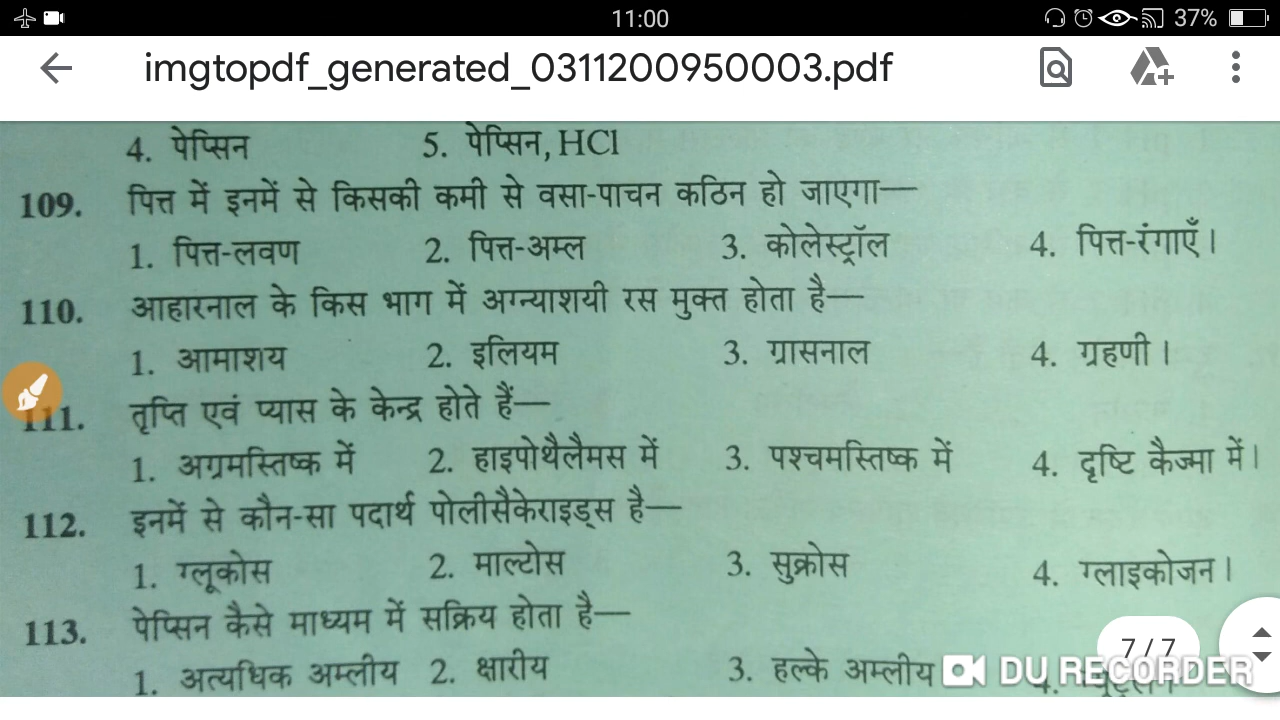 11:00
37%
imgtopdf_generated_0311200950003.pdf
4. पेप्सिन 5. पेप्सिन, HCl
109. पित्त में इनमें से किसकी कमी से वसा-पाचन कठिन हो जाएगा—
1. पित्त-लवण 2. पित्त-अम्ल 3. कोलेस्ट्रॉल 4. पित्त-रंगाएँ।
110. आहारनाल के किस भाग में अग्न्याशयी रस मुक्त होता है—
1. आमाशय 2. इलियम 3. ग्रासनाल 4. ग्रहणी।
111. तृप्ति एवं प्यास के केन्द्र होते हैं—
1. अग्रमस्तिष्क में 2. हाइपोथैलैमस में 3. पश्चमस्तिष्क में 4. दृष्टि कैज्मा में।
112. इनमें से कौन-सा पदार्थ पोलीसैकेराइड्स है—
1. ग्लूकोस 2. माल्टोस 3. सुक्रोस 4. ग्लाइकोजन।
113. पेप्सिन कैसे माध्यम में सक्रिय होता है—
1. अत्यधिक अम्लीय 2. क्षारीय 3. हल्के अम्लीय 4.
7/7
DU RECORDER